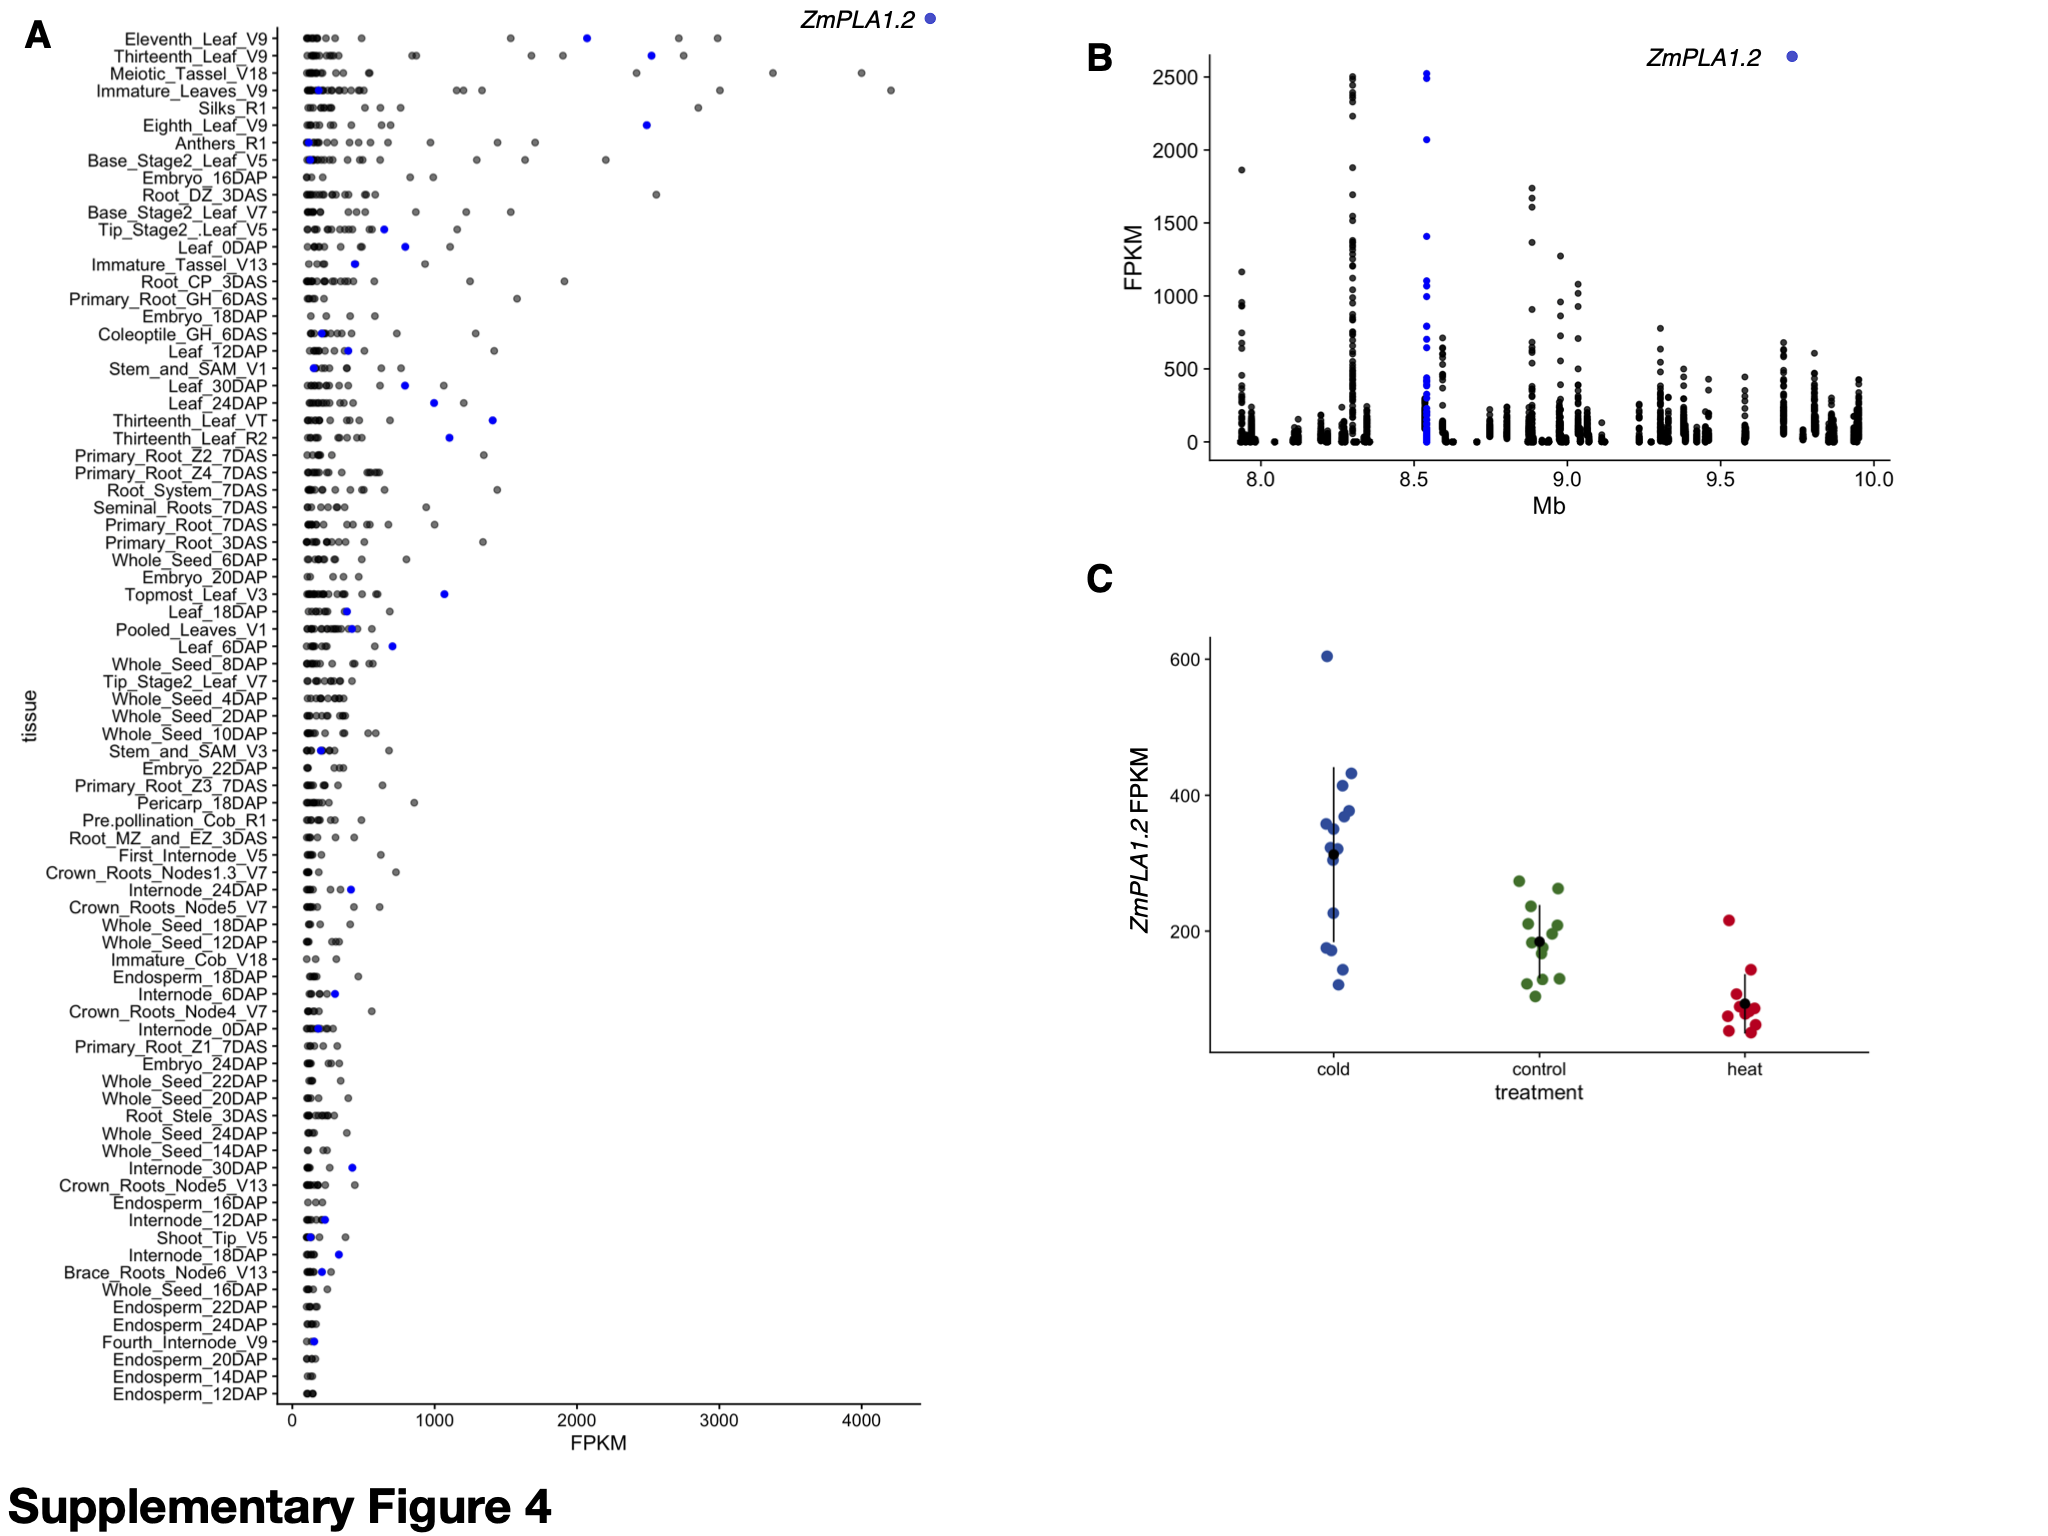 A
ZmPLA1.2
Eleventh_Leaf_V9
Thirteenth_Leaf_V9
Meiotic_Tassel_V18
Immature_Leaves_V9
Silks_R1
Eighth_Leaf_V9
Anthers_R1
Base_Stage2_Leaf_V5
Embryo_16DAP
Root_DZ_3DAS
Base_Stage2_Leaf_V7
Tip_Stage2_.Leaf_V5
Leaf_0DAP
Immature_Tassel_V13
Root_CP_3DAS
Primary_Root_GH_6DAS
Embryo_18DAP
Coleoptile_GH_6DAS
Leaf_12DAP
Stem_and_SAM_V1
Leaf_30DAP
Leaf_24DAP
Thirteenth_Leaf_VT
Thirteenth_Leaf_R2
Primary_Root_Z2_7DAS
Primary_Root_Z4_7DAS
Root_System_7DAS
Seminal_Roots_7DAS
Primary_Root_7DAS
Primary_Root_3DAS
Whole_Seed_6DAP
Embryo_20DAP
Topmost_Leaf_V3
Leaf_18DAP
Pooled_Leaves_V1
Leaf_6DAP
Whole_Seed_8DAP
Tip_Stage2_Leaf_V7
Whole_Seed_4DAP
Whole_Seed_2DAP
Whole_Seed_10DAP
Stem_and_SAM_V3
Embryo_22DAP
Primary_Root_Z3_7DAS
Pericarp_18DAP
Pre.pollination_Cob_R1
Root_MZ_and_EZ_3DAS
First_Internode_V5
Crown_Roots_Nodes1.3_V7
Internode_24DAP
Crown_Roots_Node5_V7
Whole_Seed_18DAP
Whole_Seed_12DAP
Immature_Cob_V18
Endosperm_18DAP
Internode_6DAP
Crown_Roots_Node4_V7
Internode_0DAP
Primary_Root_Z1_7DAS
Embryo_24DAP
Whole_Seed_22DAP
Whole_Seed_20DAP
Root_Stele_3DAS
Whole_Seed_24DAP
Whole_Seed_14DAP
Internode_30DAP
Crown_Roots_Node5_V13
Endosperm_16DAP
Internode_12DAP
Shoot_Tip_V5
Internode_18DAP
Brace_Roots_Node6_V13
Whole_Seed_16DAP
Endosperm_22DAP
Endosperm_24DAP
Fourth_Internode_V9
Endosperm_20DAP
Endosperm_14DAP
Endosperm_12DAP
tissue
0 1000 2000 3000 4000
FPKM
B
ZmPLA1.2
2500
2000
1500
1000
500
0
FPKM
8.0 8.5 9.0 9.5 10.0
Mb
C
600
400
200
ZmPLA1.2 FPKM
cold control heat
treatment
Supplementary Figure 4